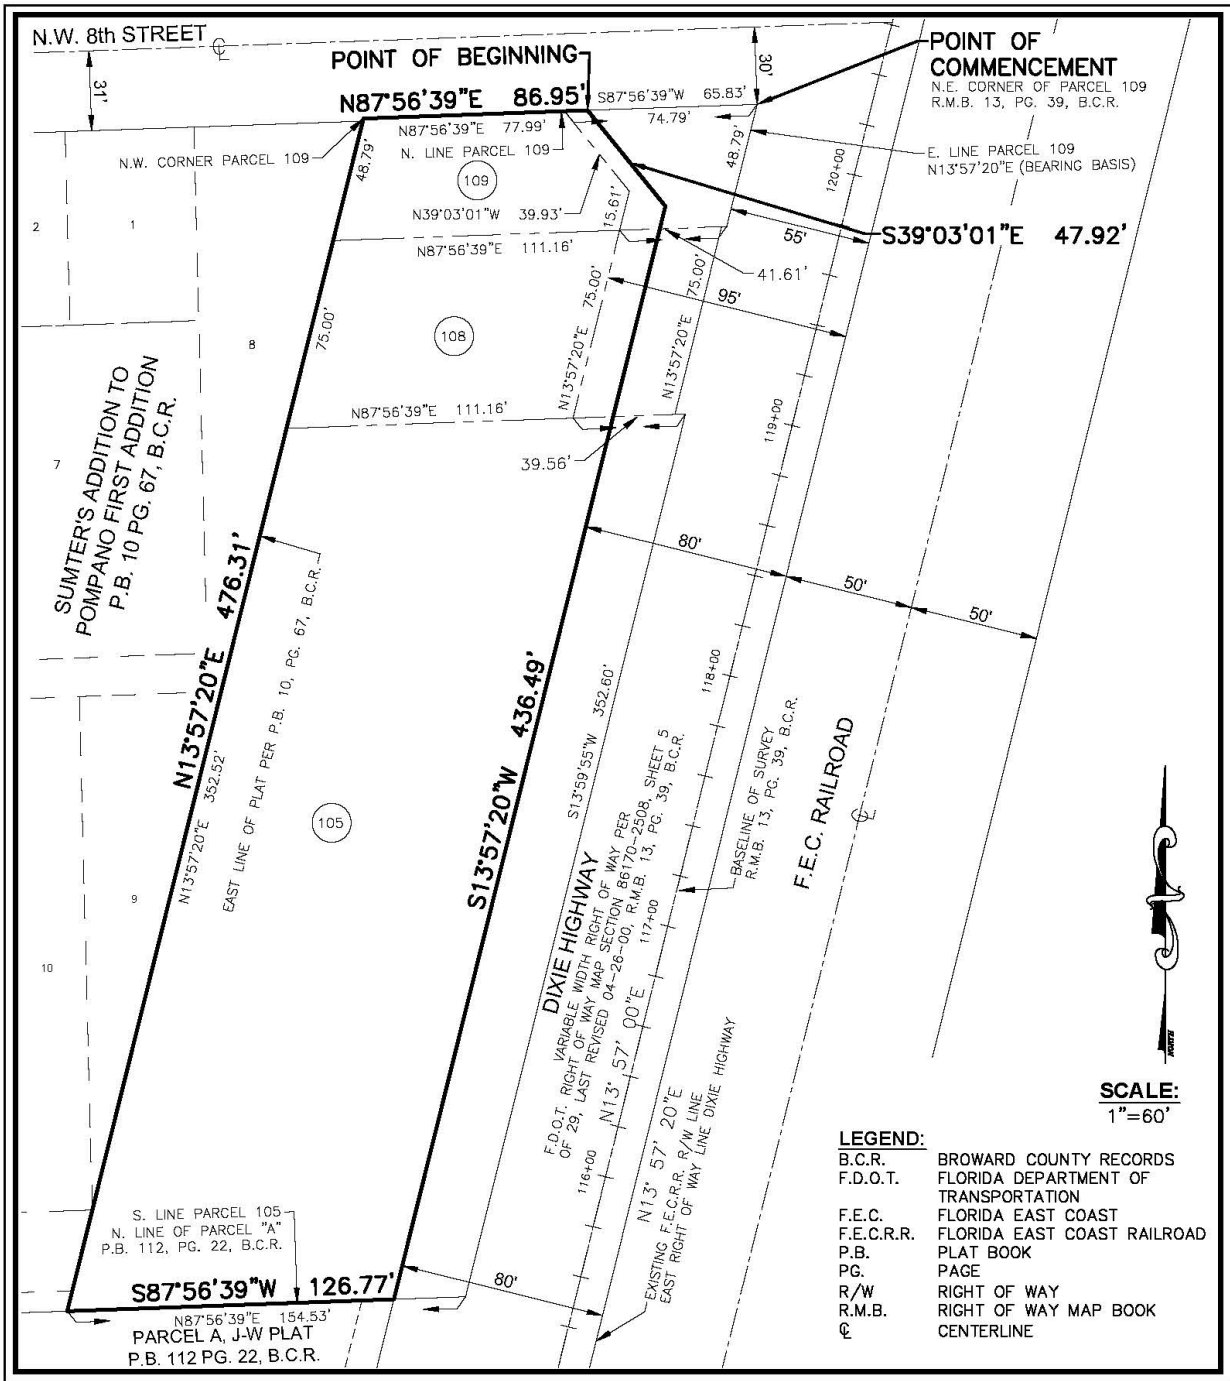 N.W. 8th STREET
℄
31'
30'
POINT OF BEGINNING
POINT OF
COMMENCEMENT
N.E. CORNER OF PARCEL 109
R.M.B. 13, PG. 39, B.C.R.
N87°56'39"E 86.95'
S87°56'39"W 65.83'
N87°56'39"E 77.99'
74.79'
N.W. CORNER PARCEL 109
N. LINE PARCEL 109
48.79'
48.79'
109
E. LINE PARCEL 109
N13°57'20"E (BEARING BASIS)
120+00
N39°03'01"W 39.93'
15.61'
S39°03'01"E 47.92'
55'
2
1
N87°56'39"E 111.16'
41.61'
75.00'
N13°57'20"E 75.00'
N13°57'20"E 75.00'
95'
108
8
N87°56'39"E 111.16'
119+00
39.56'
SUMTER'S ADDITION TO
POMPANO FIRST ADDITION
P.B. 10 PG. 67, B.C.R.
7
80'
50'
50'
N13°57'20"E 476.31'
EAST LINE OF PLAT PER P.B. 10, PG. 67, B.C.R.
N13°57'20"E 352.52'
S13°57'20"W 436.49'
S13°59'55"W 352.60'
118+00
105
DIXIE HIGHWAY
VARIABLE WIDTH RIGHT OF WAY PER
F.D.O.T. RIGHT OF WAY MAP SECTION 86170-2508, SHEET 5
OF 29, LAST REVISED 04-26-00, R.M.B. 13, PG. 39, B.C.R.
BASELINE OF SURVEY
R.M.B. 13, PG. 39, B.C.R.
F.E.C. RAILROAD
℄
9
10
117+00
N13° 57' 00"E
116+00
N13° 57' 20"E
EXISTING F.E.C.R.R. R/W LINE
EAST RIGHT OF WAY LINE DIXIE HIGHWAY
S. LINE PARCEL 105
N. LINE OF PARCEL "A"
P.B. 112, PG. 22, B.C.R.
S87°56'39"W 126.77'
80'
N87°56'39"E 154.53'
PARCEL A, J-W PLAT
P.B. 112 PG. 22, B.C.R.
SCALE:
1"=60'
LEGEND:
B.C.R. BROWARD COUNTY RECORDS
F.D.O.T. FLORIDA DEPARTMENT OF
TRANSPORTATION
F.E.C. FLORIDA EAST COAST
F.E.C.R.R. FLORIDA EAST COAST RAILROAD
P.B. PLAT BOOK
PG. PAGE
R/W RIGHT OF WAY
R.M.B. RIGHT OF WAY MAP BOOK
℄ CENTERLINE